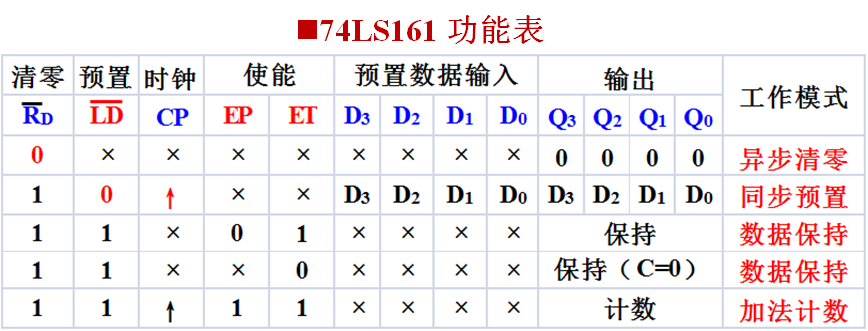 ■74LS161 功能表
清零 预置 时钟 使能 预置数据输入 输出 工作模式
R̅D L̅D̅ CP EP ET D3 D2 D1 D0 Q3 Q2 Q1 Q0
0 × × × × × × × × 0 0 0 0 异步清零
1 0 ↑ × × D3 D2 D1 D0 D3 D2 D1 D0 同步预置
1 1 × 0 1 × × × × 保持 数据保持
1 1 × × 0 × × × × 保持（C=0） 数据保持
1 1 ↑ 1 1 × × × × 计数 加法计数